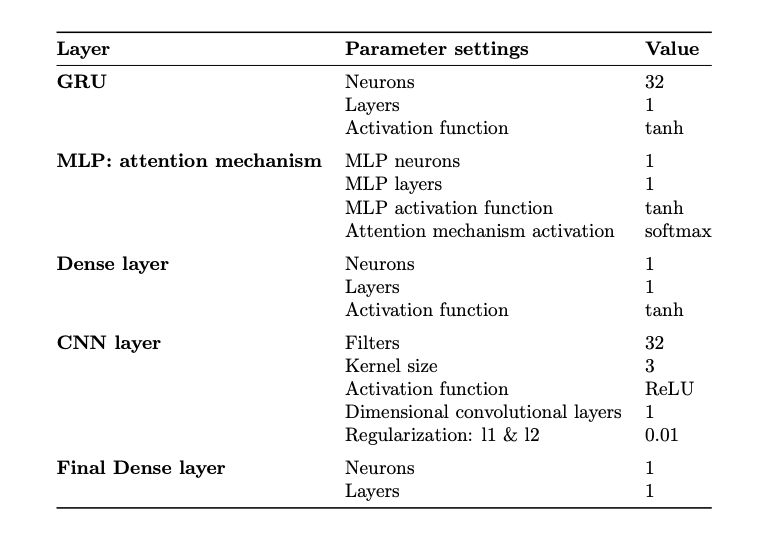 Layer Parameter settings Value
GRU Neurons 32
Layers 1
Activation function tanh
MLP: attention mechanism MLP neurons 1
MLP layers 1
MLP activation function tanh
Attention mechanism activation softmax
Dense layer Neurons 1
Layers 1
Activation function tanh
CNN layer Filters 32
Kernel size 3
Activation function ReLU
Dimensional convolutional layers 1
Regularization: l1 & l2 0.01
Final Dense layer Neurons 1
Layers 1